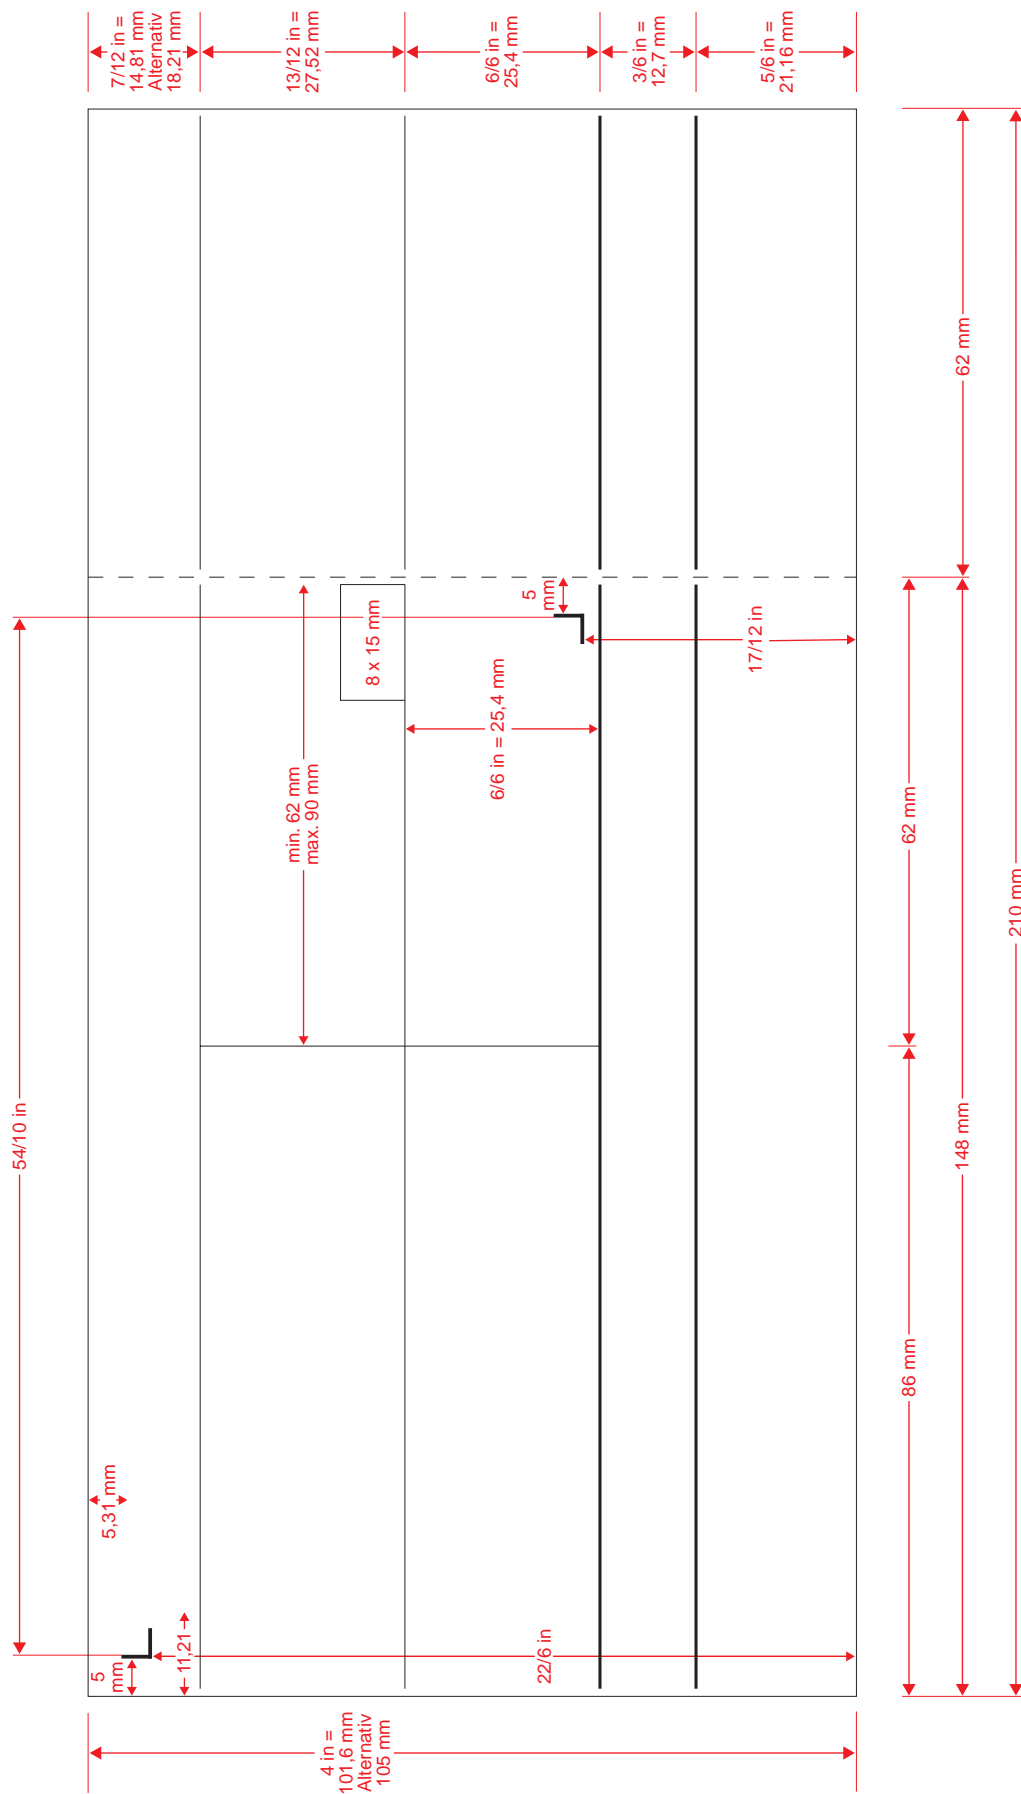 7/12 in =
14,81 mm
Alternativ
18,21 mm
13/12 in =
27,52 mm
6/6 in =
25,4 mm
3/6 in =
12,7 mm
5/6 in =
21,16 mm
62 mm
5
mm
8 x 15 mm
17/12 in
6/6 in = 25,4 mm
min. 62 mm
max. 90 mm
62 mm
210 mm
54/10 in
148 mm
86 mm
5,31 mm
11,21
5
mm
22/6 in
4 in =
101,6 mm
Alternativ
105 mm